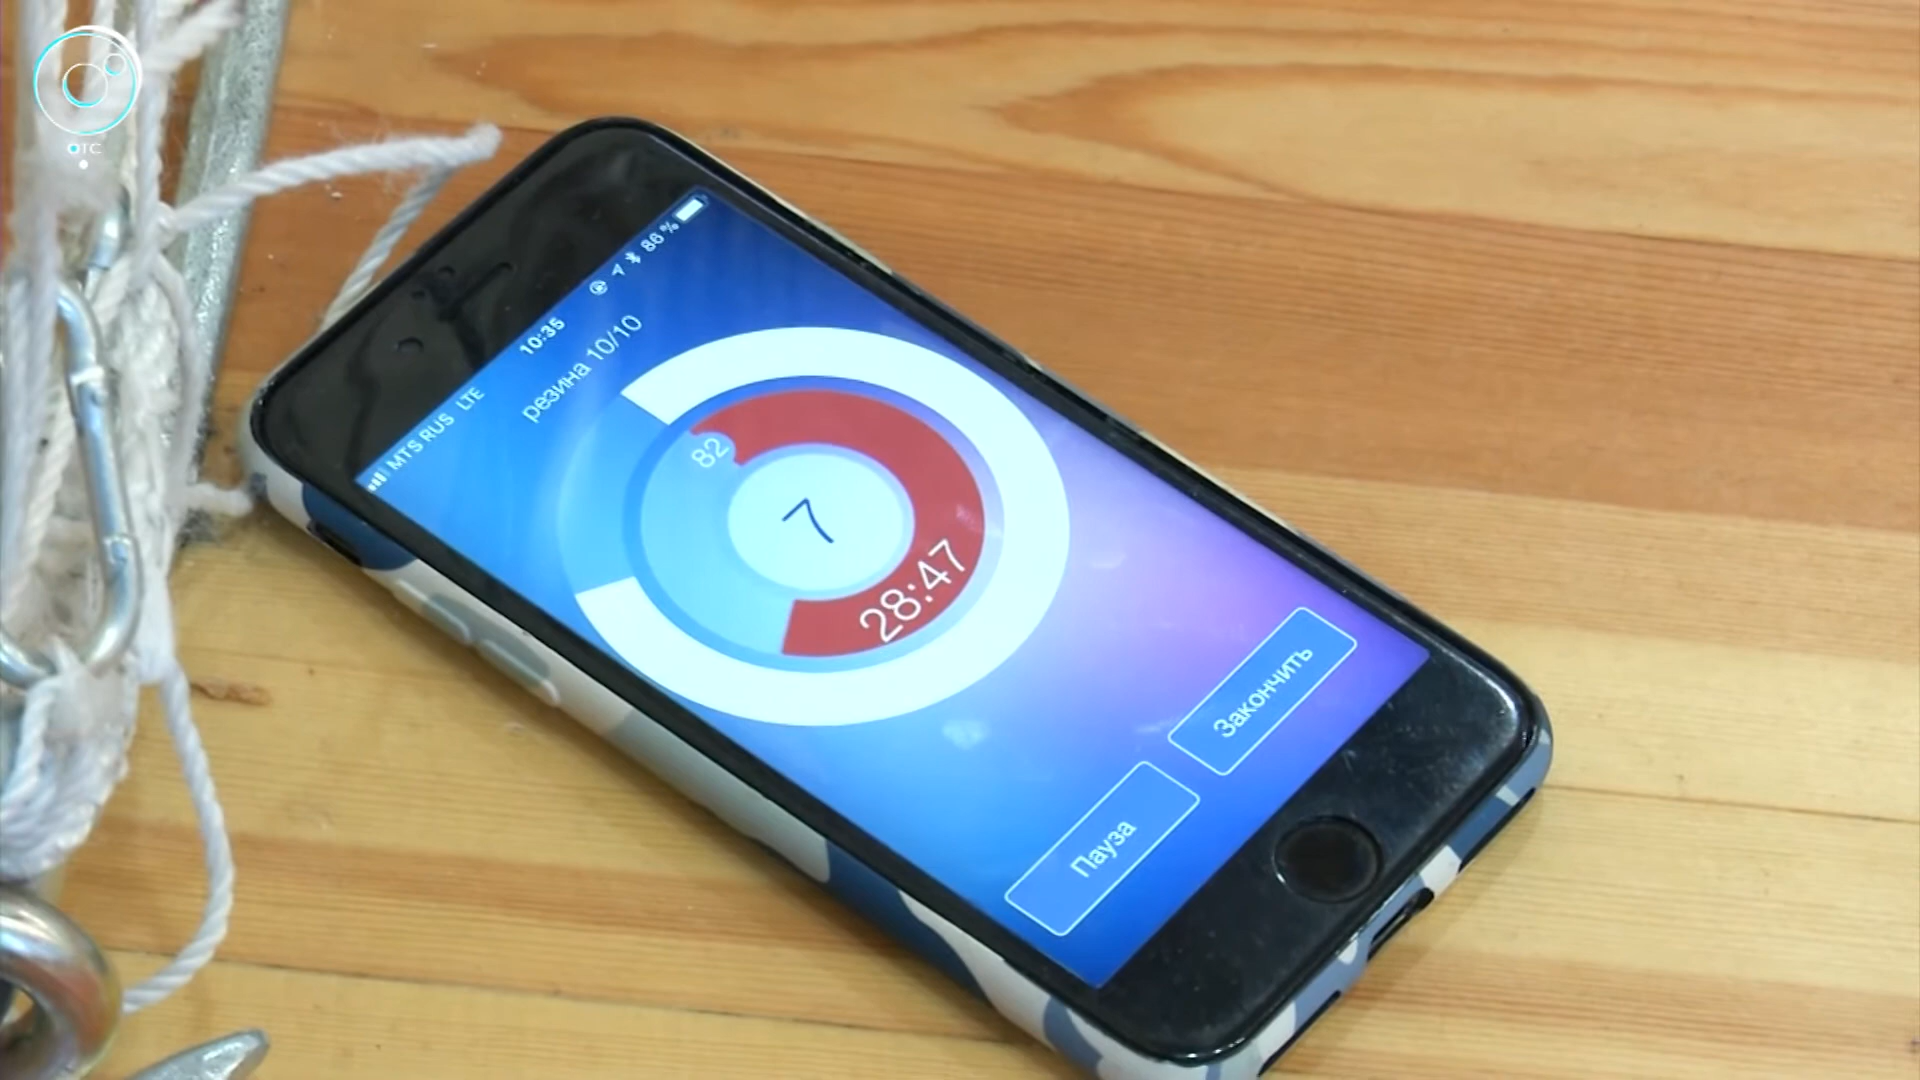 ОТС
MTS RUS LTE 10:35 86 %
резина 10/10
82
7
28:47
Пауза Закончить